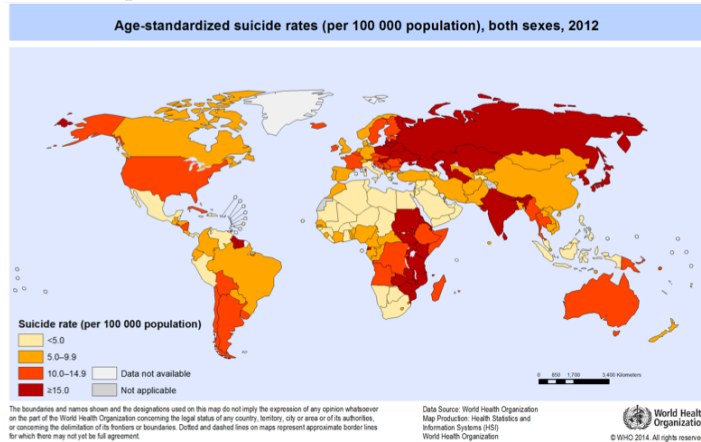 Age-standardized suicide rates (per 100 000 population), both sexes, 2012
Suicide rate (per 100 000 population)
<5.0
5.0–9.9
10.0–14.9
≥15.0
Data not available
Not applicable
0 850 1,700 3,400 Kilometers
The boundaries and names shown and the designations used on this map do not imply the expression of any opinion whatsoever
on the part of the World Health Organization concerning the legal status of any country, territory, city or area or of its authorities,
or concerning the delimitation of its frontiers or boundaries. Dotted and dashed lines on maps represent approximate border lines
for which there may not yet be full agreement.
Data Source: World Health Organization
Map Production: Health Statistics and
Information Systems (HSI)
World Health Organization
World Healt
Organizatio
© WHO 2014. All rights reserve